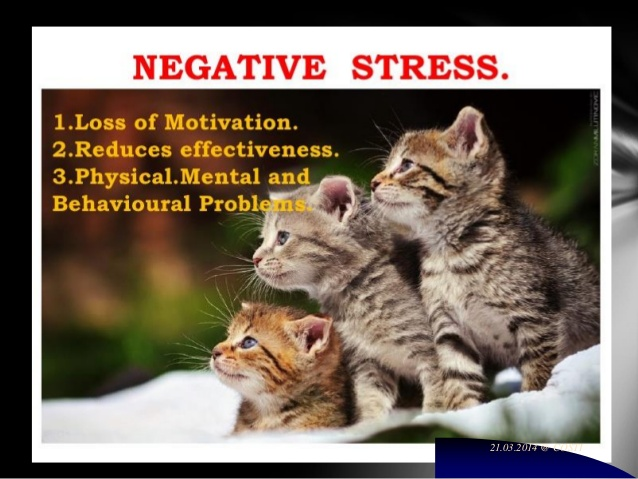 NEGATIVE STRESS.
1.Loss of Motivation.
2.Reduces effectiveness.
3.Physical.Mental and
Behavioural Problems.
21.03.2014 @